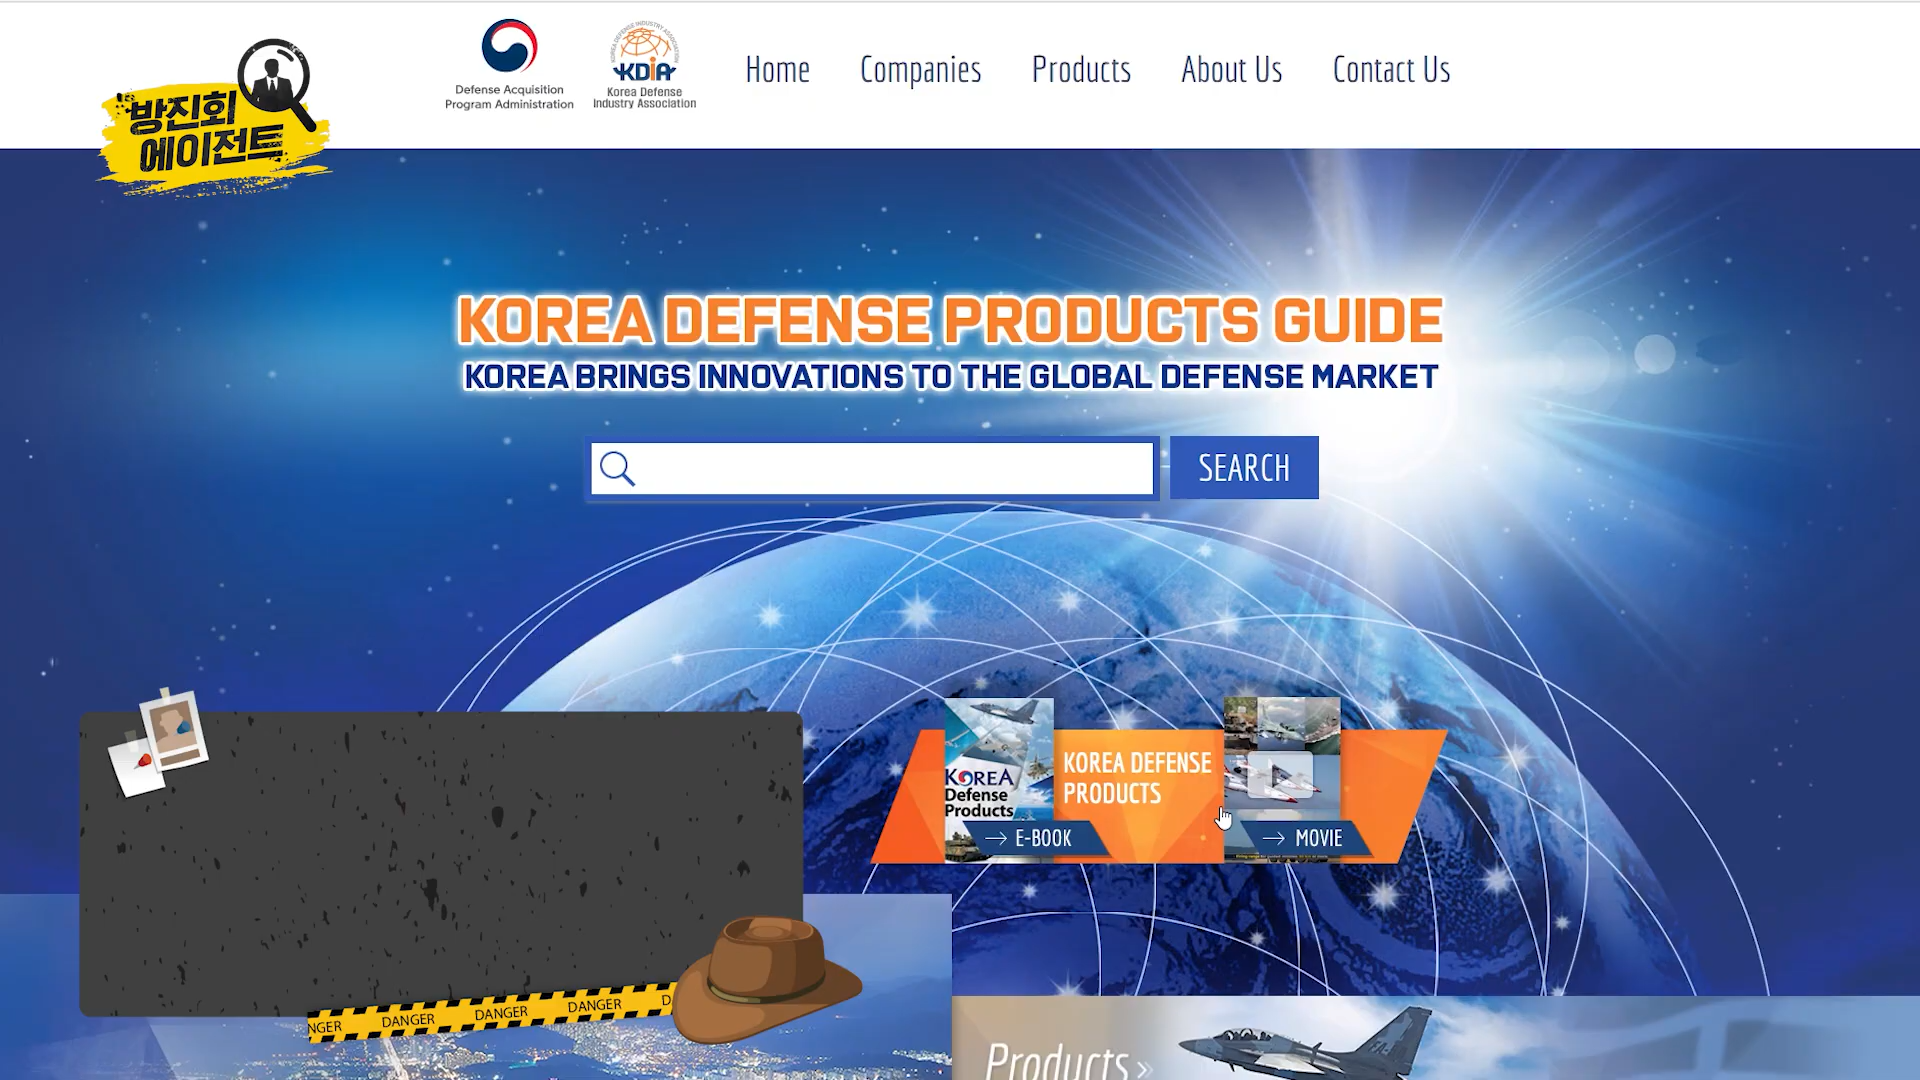 방진회
에이전트
Defense Acquisition
Program Administration
KOREA DEFENSE INDUSTRY ASSOCIATION
KDIA
Korea Defense
Industry Association
Home
Companies
Products
About Us
Contact Us
KOREA DEFENSE PRODUCTS GUIDE
KOREA BRINGS INNOVATIONS TO THE GLOBAL DEFENSE MARKET
SEARCH
KOREA
Defense
Products
E-BOOK
KOREA DEFENSE
PRODUCTS
MOVIE
NGER DANGER DANGER DANGER D
Products »